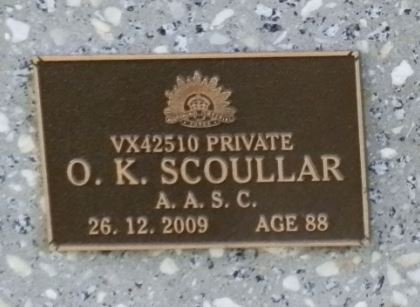 VX42510 PRIVATE
O. K. SCOULLAR
A. A. S. C.
26. 12. 2009 AGE 88